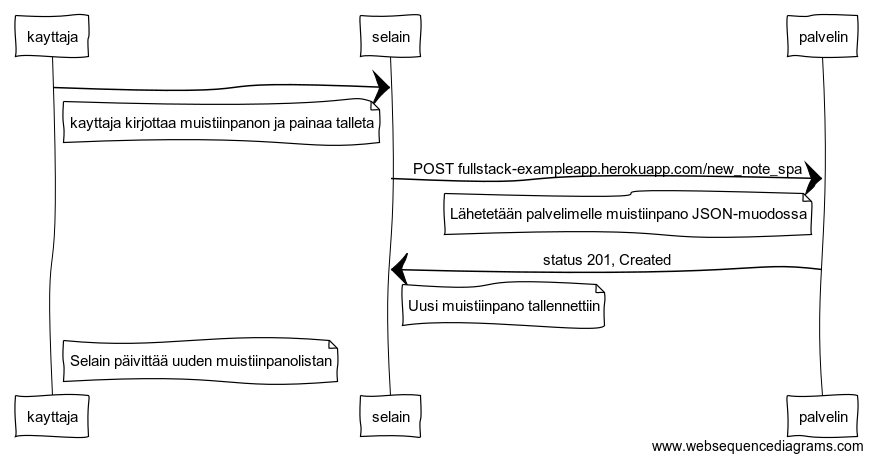 kayttaja
selain
palvelin
kayttaja kirjottaa muistiinpanon ja painaa talleta
POST fullstack-exampleapp.herokuapp.com/new_note_spa
Lähetetään palvelimelle muistiinpano JSON-muodossa
status 201, Created
Uusi muistiinpano tallennettiin
Selain päivittää uuden muistiinpanolistan
kayttaja
selain
palvelin
www.websequencediagrams.com